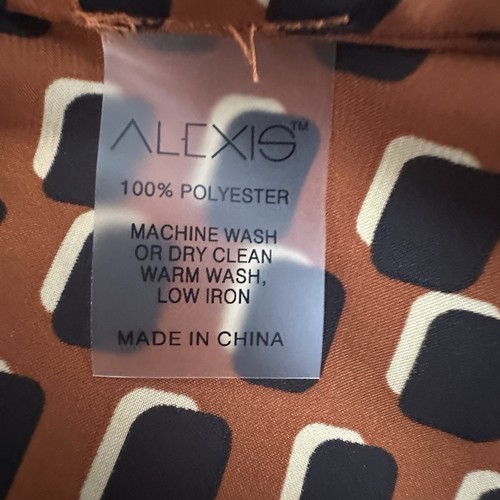 ALEXIS™
100% POLYESTER
MACHINE WASH
OR DRY CLEAN
WARM WASH,
LOW IRON
MADE IN CHINA